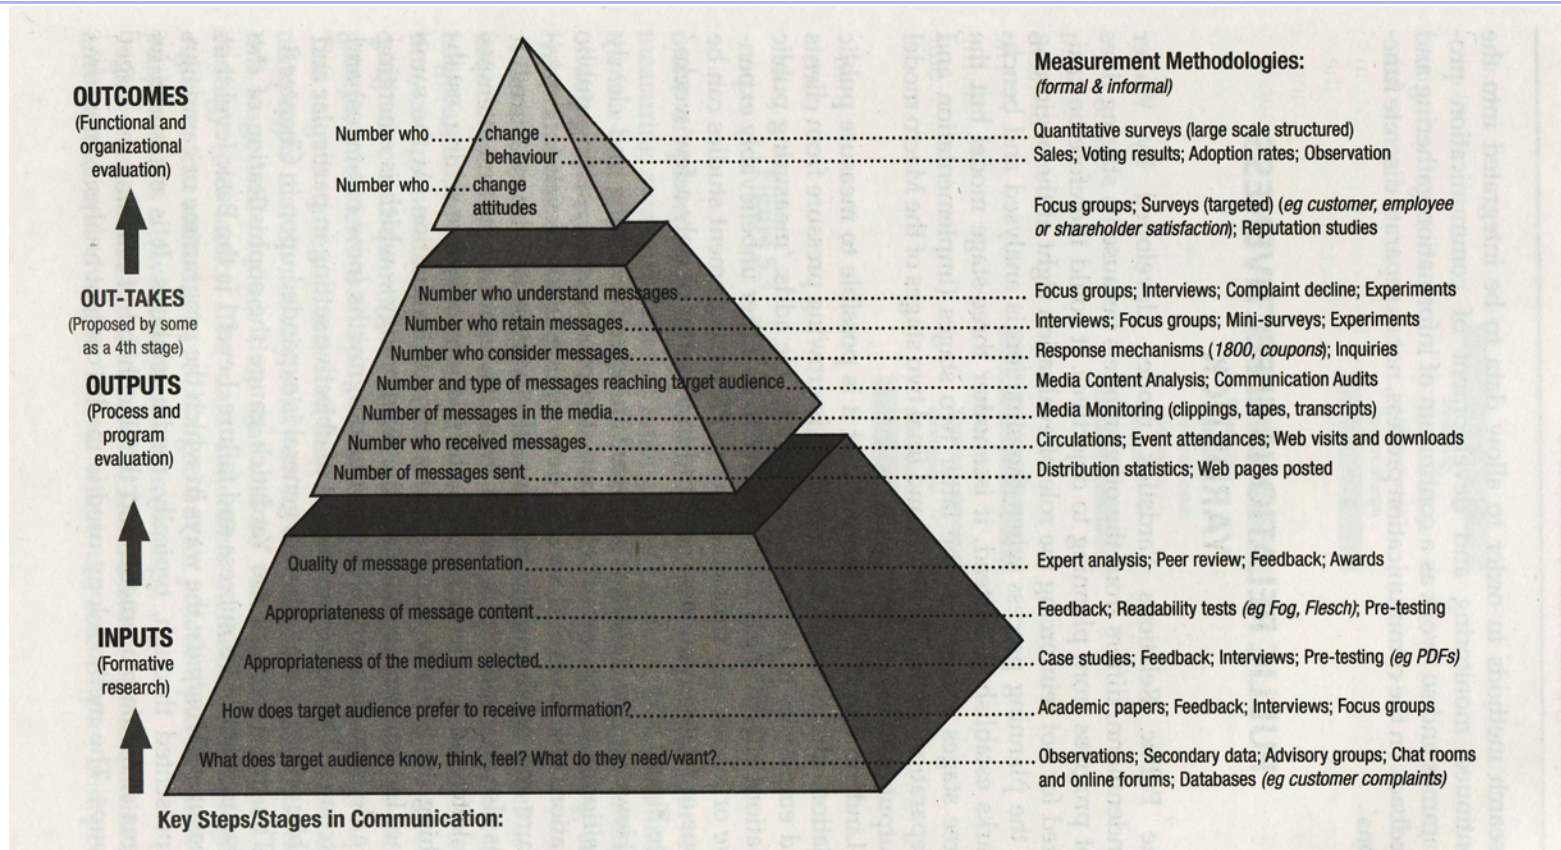 OUTCOMES
(Functional and
organizational
evaluation)
OUT-TAKES
(Proposed by some
as a 4th stage)
OUTPUTS
(Process and
program
evaluation)
INPUTS
(Formative
research)
Measurement Methodologies:
(formal & informal)
Number who ...... change ........ Quantitative surveys (large scale structured)
behaviour ........ Sales; Voting results; Adoption rates; Observation
Number who ...... change
attitudes
Focus groups; Surveys (targeted) (eg customer, employee
or shareholder satisfaction); Reputation studies
Number who understand messages ........ Focus groups; Interviews; Complaint decline; Experiments
Number who retain messages ........ Interviews; Focus groups; Mini-surveys; Experiments
Number who consider messages ........ Response mechanisms (1800, coupons); Inquiries
Number and type of messages reaching target audience ........ Media Content Analysis; Communication Audits
Number of messages in the media ........ Media Monitoring (clippings, tapes, transcripts)
Number who received messages ........ Circulations; Event attendances; Web visits and downloads
Number of messages sent ........ Distribution statistics; Web pages posted
Quality of message presentation ........ Expert analysis; Peer review; Feedback; Awards
Appropriateness of message content ........ Feedback; Readability tests (eg Fog, Flesch); Pre-testing
Appropriateness of the medium selected ........ Case studies; Feedback; Interviews; Pre-testing (eg PDFs)
How does target audience prefer to receive information? ........ Academic papers; Feedback; Interviews; Focus groups
What does target audience know, think, feel? What do they need/want? ........ Observations; Secondary data; Advisory groups; Chat rooms
and online forums; Databases (eg customer complaints)
Key Steps/Stages in Communication: